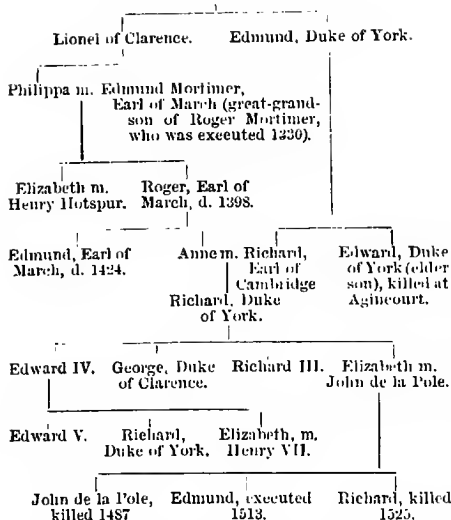 Lionel of Clarence. Edmund, Duke of York.
Philippa m. Edmund Mortimer,
Earl of March (great-grand-
son of Roger Mortimer,
who was executed 1330).
Elizabeth m. Roger, Earl of
Henry Hotspur. March, d. 1398.
Edmund, Earl of Anne m. Richard, Edward, Duke
March, d. 1424. Earl of of York (elder
Cambridge son), killed at
Richard, Duke Agincourt.
of York.
Edward IV. George, Duke Richard III. Elizabeth m.
of Clarence. John de la Pole.
Edward V. Richard, Elizabeth, m.
Duke of York. Henry VII.
John de la Pole, Edmund, executed Richard, killed
killed 1487 1513. 1525.